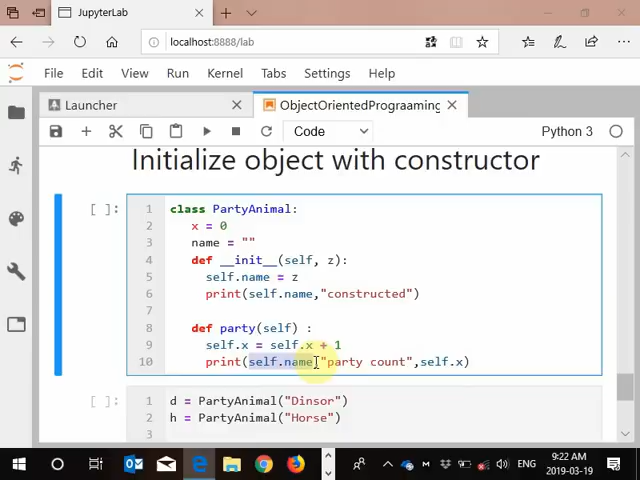 JupyterLab
localhost:8888/lab
File Edit View Run Kernel Tabs Settings Help
Launcher
ObjectOrientedPrograaming
Code
Python 3
Initialize object with constructor
[ ]:
1 class PartyAnimal:
2 x = 0
3 name = ""
4 def __init__(self, z):
5 self.name = z
6 print(self.name,"constructed")
7
8 def party(self) :
9 self.x = self.x + 1
10 print(self.name,"party count",self.x)
[ ]:
1 d = PartyAnimal("Dinsor")
2 h = PartyAnimal("Horse")
3
ENG
9:22 AM
2019-03-19